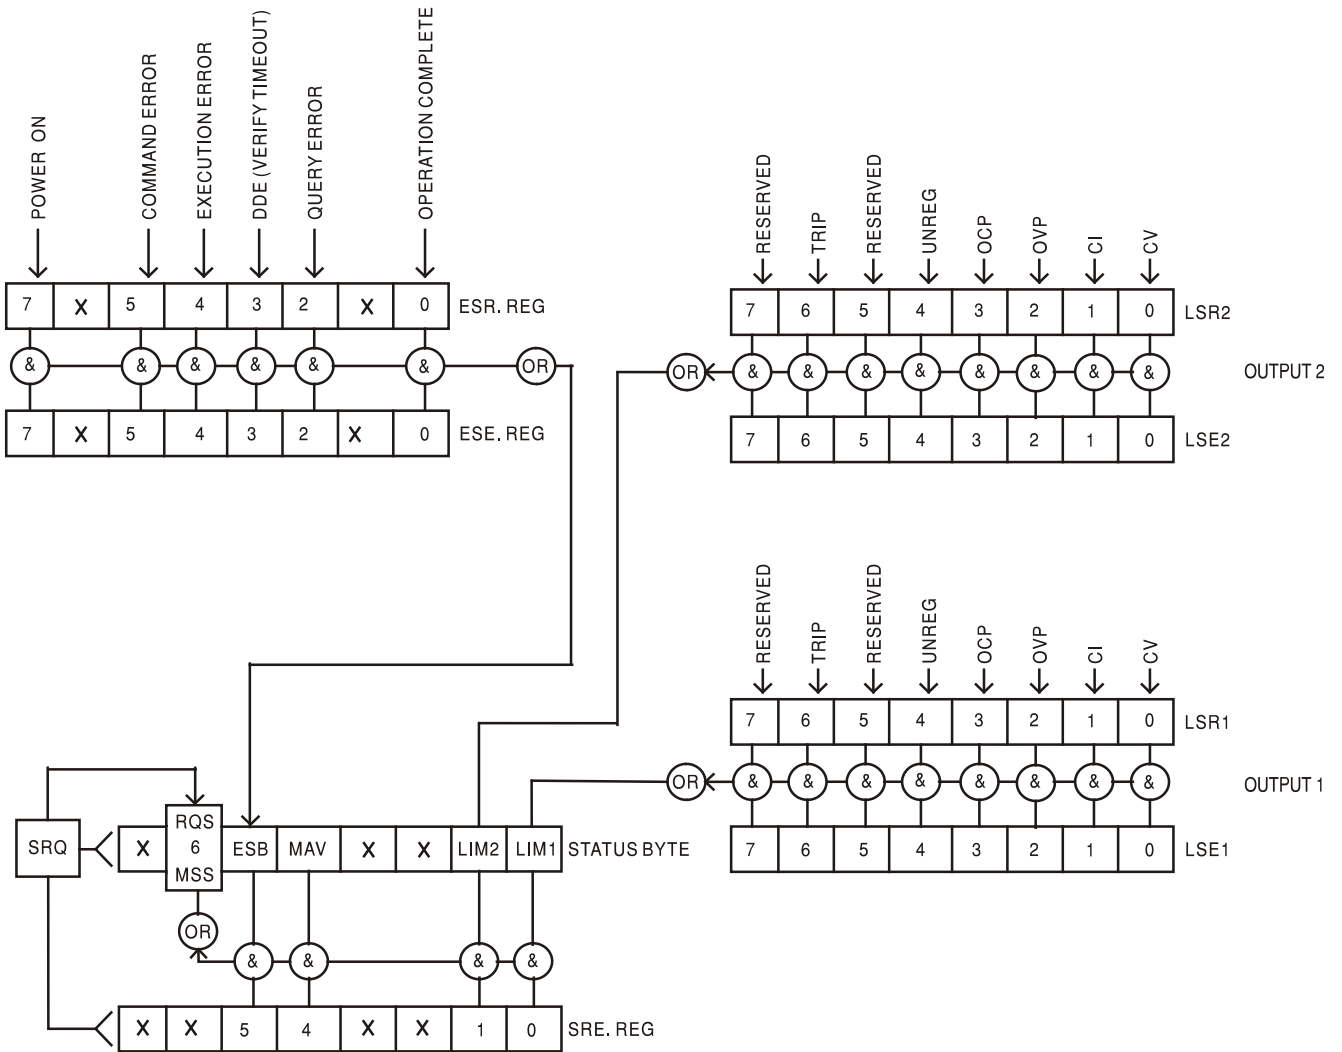 POWER ON
COMMAND ERROR
EXECUTION ERROR
DDE (VERIFY TIMEOUT)
QUERY ERROR
OPERATION COMPLETE
7 X 5 4 3 2 X 0 ESR. REG
& & & & & & OR
7 X 5 4 3 2 X 0 ESE. REG
RESERVED
TRIP
RESERVED
UNREG
OCP
OVP
CI
CV
7 6 5 4 3 2 1 0 LSR2
OR & & & & & & & & OUTPUT 2
7 6 5 4 3 2 1 0 LSE2
RESERVED
TRIP
RESERVED
UNREG
OCP
OVP
CI
CV
7 6 5 4 3 2 1 0 LSR1
OR & & & & & & & & OUTPUT 1
7 6 5 4 3 2 1 0 LSE1
SRQ
X
RQS
6
MSS
ESB MAV X X LIM2 LIM1 STATUS BYTE
OR
& & & &
X X 5 4 X X 1 0 SRE. REG